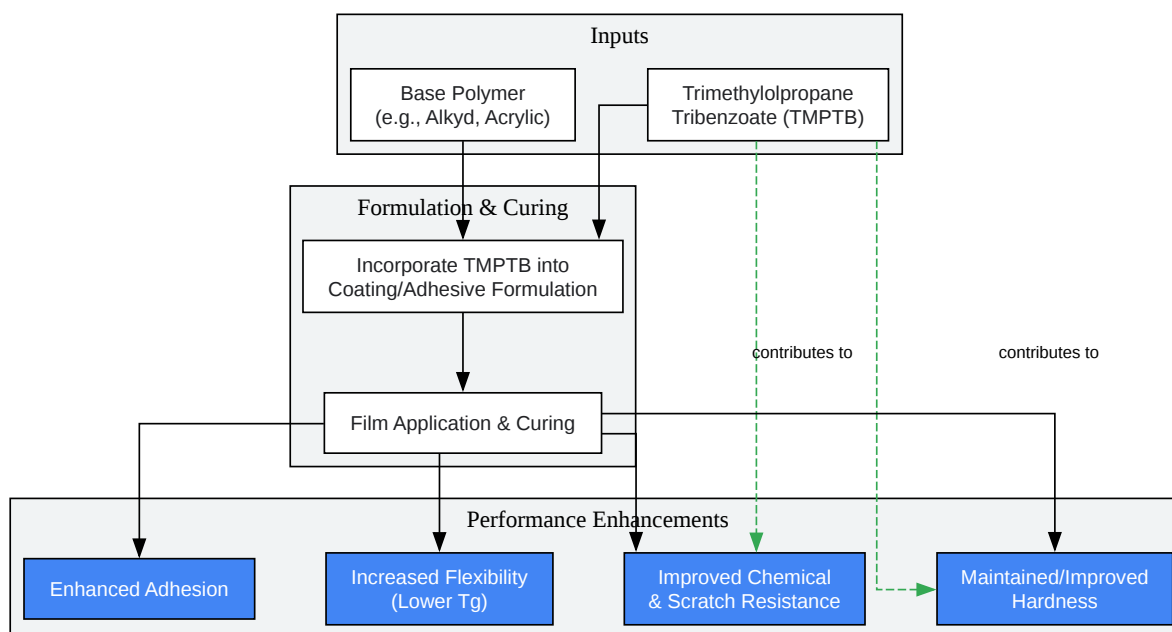 Inputs
Base Polymer
(e.g., Alkyd, Acrylic)
Trimethylolpropane
Tribenzoate (TMPTB)
Formulation & Curing
Incorporate TMPTB into
Coating/Adhesive Formulation
contributes to
contributes to
Film Application & Curing
Performance Enhancements
Enhanced Adhesion
Increased Flexibility
(Lower Tg)
Improved Chemical
& Scratch Resistance
Maintained/Improved
Hardness